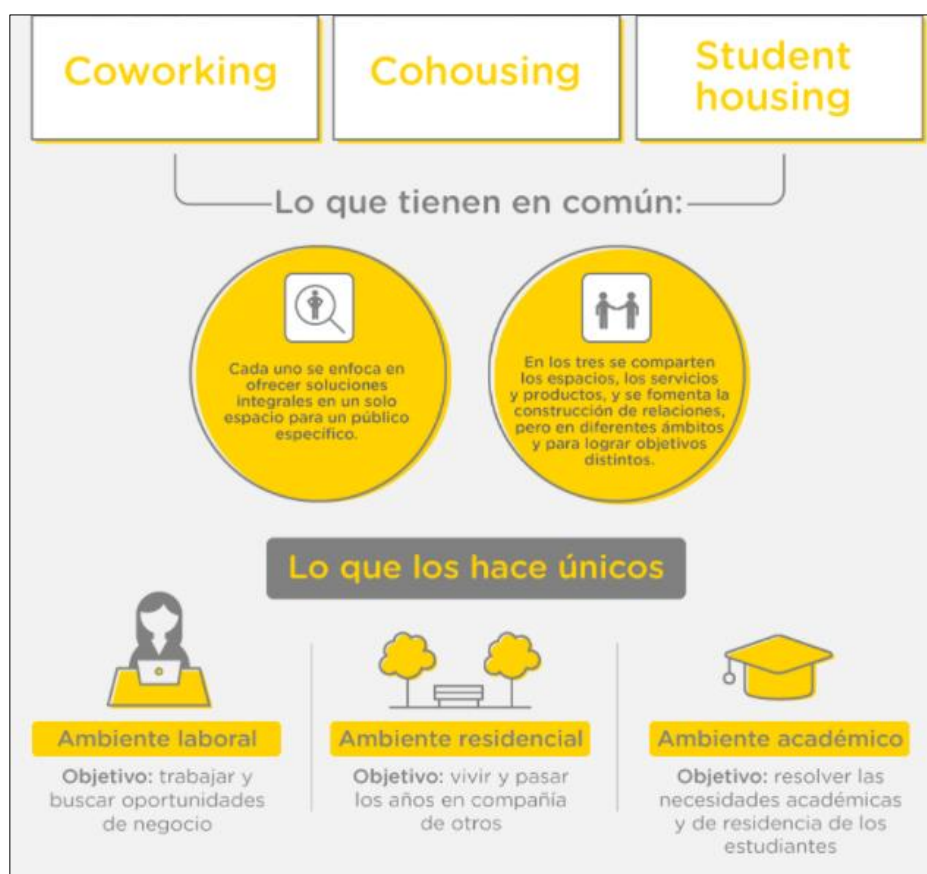 Coworking
Cohousing
Student
housing
Lo que tienen en común:
Cada uno se enfoca en
ofrecer soluciones
integrales en un solo
espacio para un público
específico.
En los tres se comparten
los espacios, los servicios
y productos, y se fomenta la
construcción de relaciones,
pero en diferentes ámbitos
y para lograr objetivos
distintos.
Lo que los hace únicos
Ambiente laboral
Objetivo: trabajar y
buscar oportunidades
de negocio
Ambiente residencial
Objetivo: vivir y pasar
los años en compañía
de otros
Ambiente académico
Objetivo: resolver las
necesidades académicas
y de residencia de los
estudiantes